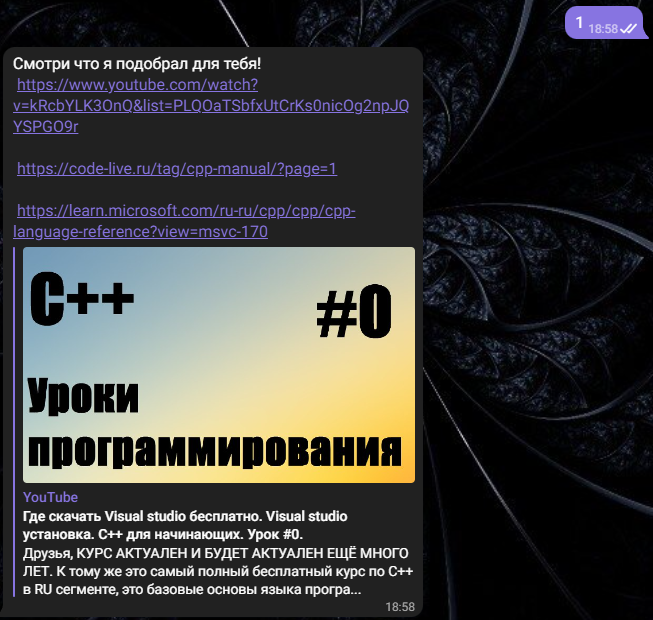 1
18:58
Смотри что я подобрал для тебя!
https://www.youtube.com/watch?
v=kRcbYLK3OnQ&list=PLQOaTSbfxUtCrKs0nicOg2npJQ
YSPGO9r
https://code-live.ru/tag/cpp-manual/?page=1
https://learn.microsoft.com/ru-ru/cpp/cpp/cpp-
language-reference?view=msvc-170
C++
#0
Уроки
программирования
YouTube
Где скачать Visual studio бесплатно. Visual studio
установка. C++ для начинающих. Урок #0.
Друзья, КУРС АКТУАЛЕН И БУДЕТ АКТУАЛЕН ЕЩЁ МНОГО
ЛЕТ. К тому же это самый полный бесплатный курс по C++
в RU сегменте, это базовые основы языка програ...
18:58